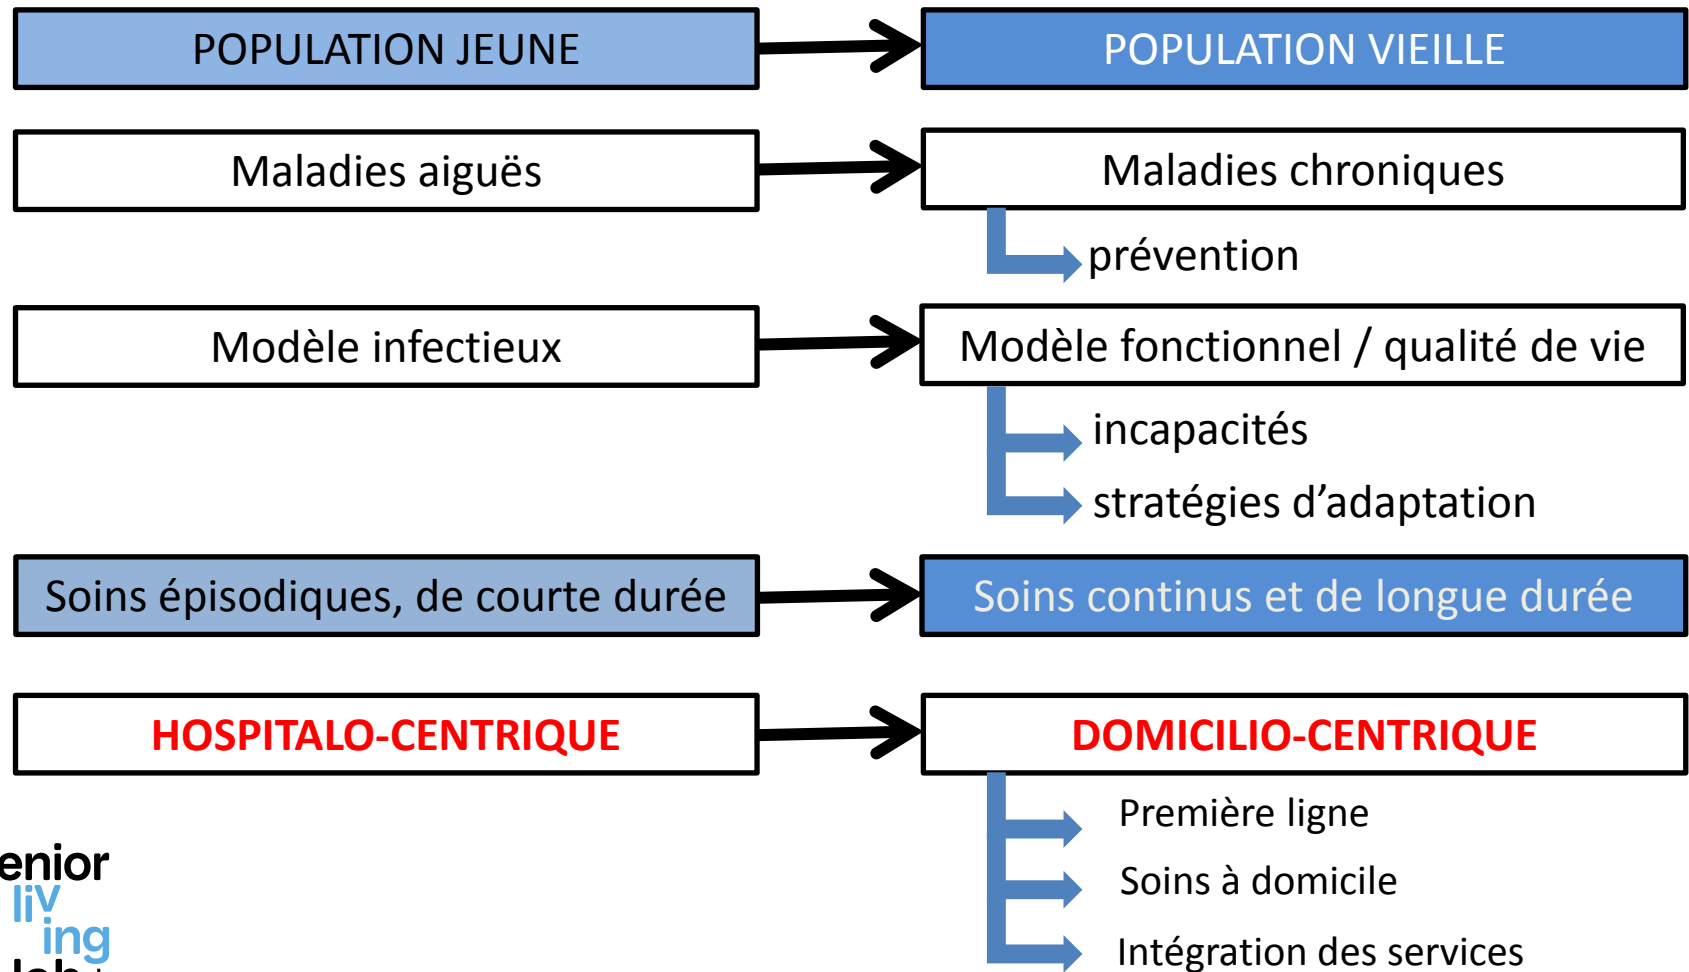 POPULATION JEUNE
POPULATION VIEILLE
Maladies aiguës
Maladies chroniques
prévention
Modèle infectieux
Modèle fonctionnel / qualité de vie
incapacités
stratégies d’adaptation
Soins épisodiques, de courte durée
Soins continus et de longue durée
HOSPITALO-CENTRIQUE
DOMICILIO-CENTRIQUE
Première ligne
Soins à domicile
Intégration des services
enior
liv
ing
lab